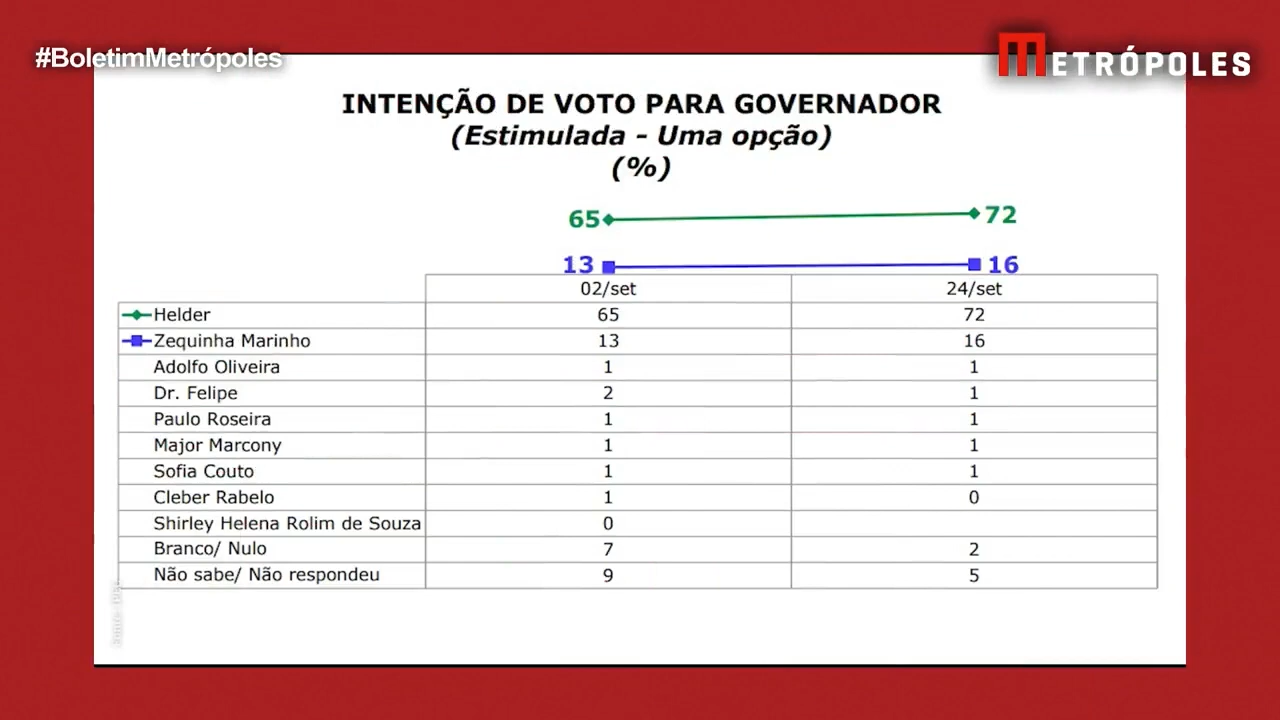 #BoletimMetrópoles
METRÓPOLES
INTENÇÃO DE VOTO PARA GOVERNADOR
(Estimulada - Uma opção)
(%)
65 72
13 16
02/set 24/set
Helder 65 72
Zequinha Marinho 13 16
Adolfo Oliveira 1 1
Dr. Felipe 2 1
Paulo Roseira 1 1
Major Marcony 1 1
Sofia Couto 1 1
Cleber Rabelo 1 0
Shirley Helena Rolim de Souza 0
Branco/ Nulo 7 2
Não sabe/ Não respondeu 9 5